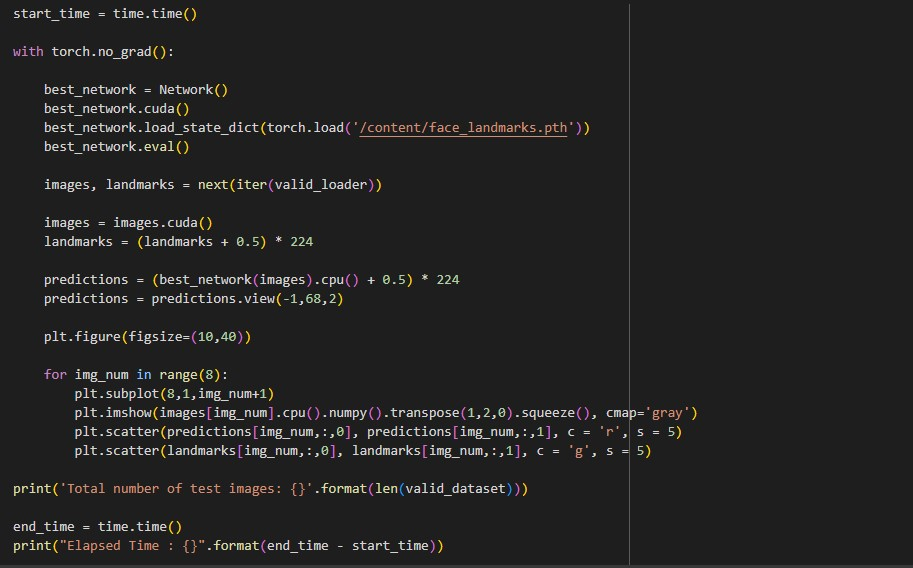 start_time = time.time()
with torch.no_grad():
    best_network = Network()
    best_network.cuda()
    best_network.load_state_dict(torch.load('/content/face_landmarks.pth'))
    best_network.eval()
    images, landmarks = next(iter(valid_loader))
    images = images.cuda()
    landmarks = (landmarks + 0.5) * 224
    predictions = (best_network(images).cpu() + 0.5) * 224
    predictions = predictions.view(-1,68,2)
    plt.figure(figsize=(10,40))
    for img_num in range(8):
        plt.subplot(8,1,img_num+1)
        plt.imshow(images[img_num].cpu().numpy().transpose(1,2,0).squeeze(), cmap='gray')
        plt.scatter(predictions[img_num,:,0], predictions[img_num,:,1], c = 'r', s = 5)
        plt.scatter(landmarks[img_num,:,0], landmarks[img_num,:,1], c = 'g', s = 5)
print('Total number of test images: {}'.format(len(valid_dataset)))
end_time = time.time()
print("Elapsed Time : {}".format(end_time - start_time))